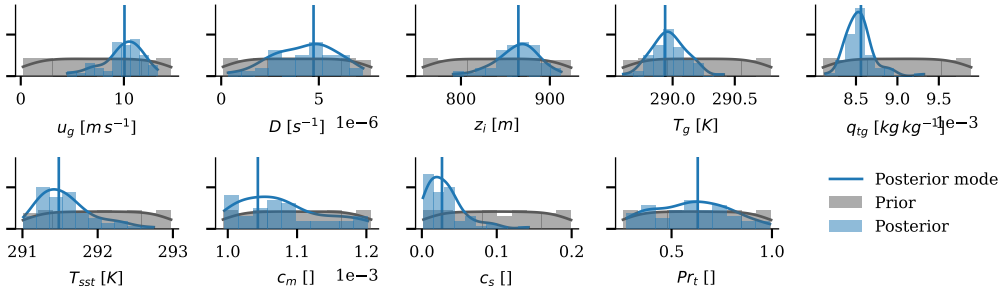 0 10
u_g [m s⁻¹]
0 5
1e−6
D [s⁻¹]
800 900
z_i [m]
290.0 290.5
T_g [K]
8.5 9.0 9.5
1e−3
q_tg [kg kg⁻¹]
291 292 293
T_sst [K]
1.0 1.1 1.2
1e−3
c_m []
0.0 0.1 0.2
c_s []
0.5 1.0
Pr_t []
Posterior mode
Prior
Posterior